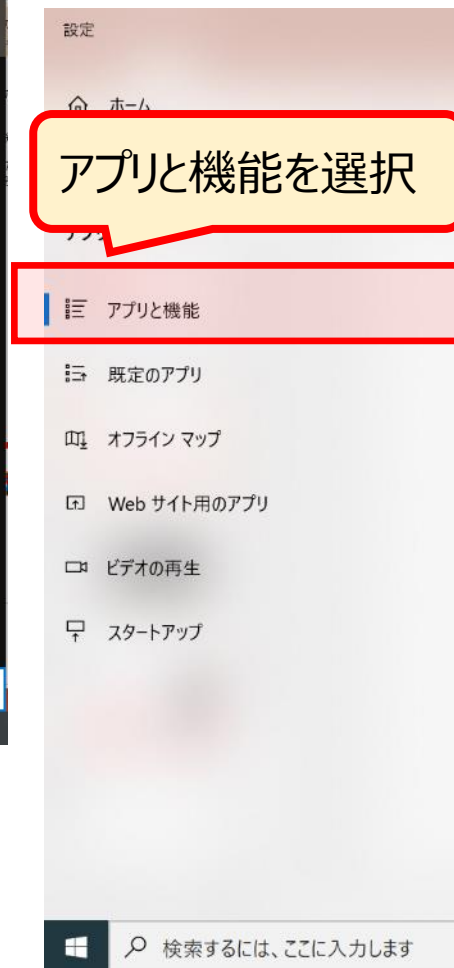 設定
ホーム
アプリと機能を選択
アプリと機能
既定のアプリ
オフライン マップ
Web サイト用のアプリ
ビデオの再生
スタートアップ
検索するには、ここに入力します